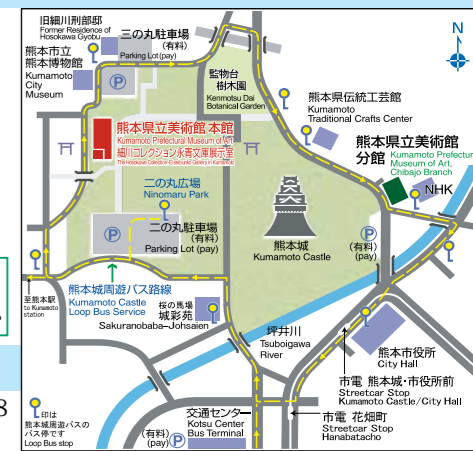 旧細川刑部邸
Former Residence of
Hosokawa Gyobu
三の丸駐車場
(有料)
Parking Lot (pay)
P
熊本市立
熊本博物館
Kumamoto
City
Museum
監物台
樹木園
Kenmotsu Dai
Botanical Garden
N
熊本県伝統工芸館
Kumamoto
Traditional Crafts Center
熊本県立美術館 本館
Kumamoto Prefectural Museum of Art
細川コレクション永青文庫展示室
熊本県立美術館
分館
Kumamoto Prefectural
Museum of Art,
Chibajo Branch
NHK
二の丸広場
Ninomaru Park
二の丸駐車場
(有料)
Parking Lot (pay)
P
熊本城
Kumamoto Castle
P
(有料)
(pay)
至熊本駅
to Kumamoto
station
熊本城周遊バス路線
Kumamoto Castle
Loop Bus Service
桜の馬場
城彩苑
Sakuranobaba–Johsaien
坪井川
Tsuboigawa
River
熊本市役所
City Hall
市電 熊本城・市役所前
Streetcar Stop
Kumamoto Castle/City Hall
市電 花畑町
Streetcar Stop
Hanabatacho
交通センター
Kotsu Center
Bus Terminal
(有料)
(pay)
P
印は
熊本城周遊バスの
バス停です
Loop Bus stop
8